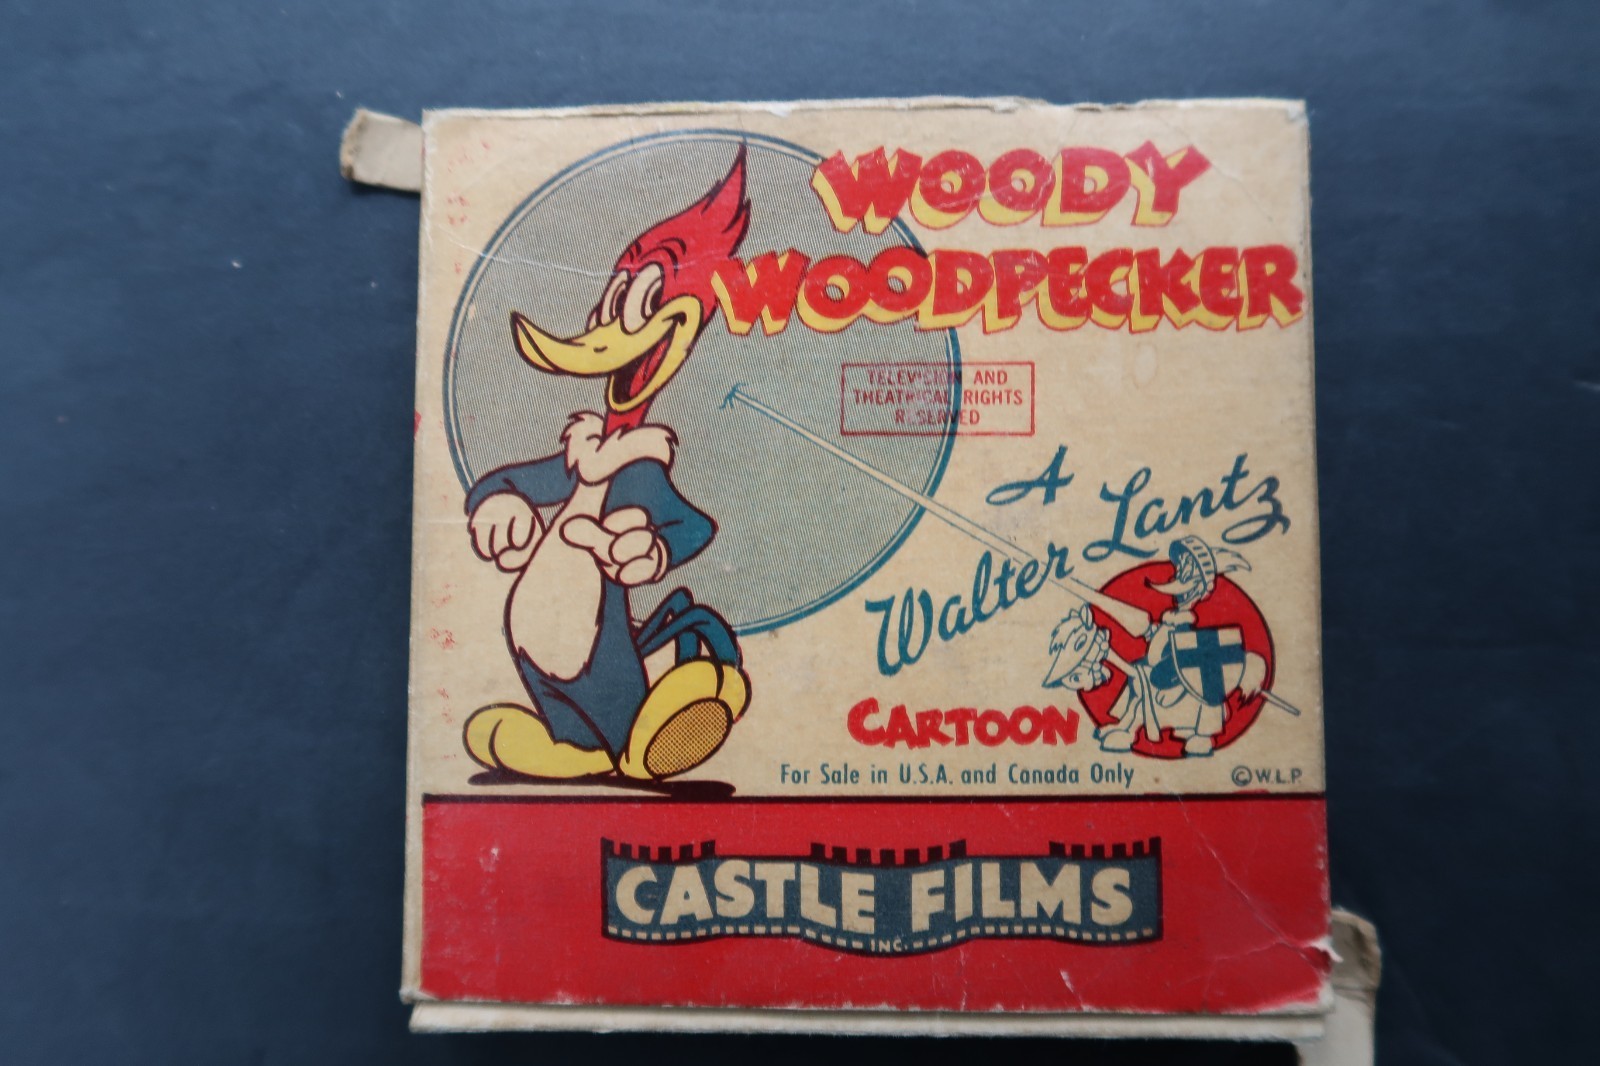 WOODY
WOODPECKER
TELEVISION AND
THEATRICAL RIGHTS
RESERVED
A
Walter Lantz
CARTOON
For Sale in U.S.A. and Canada Only
©W.L.P.
CASTLE FILMS
INC.